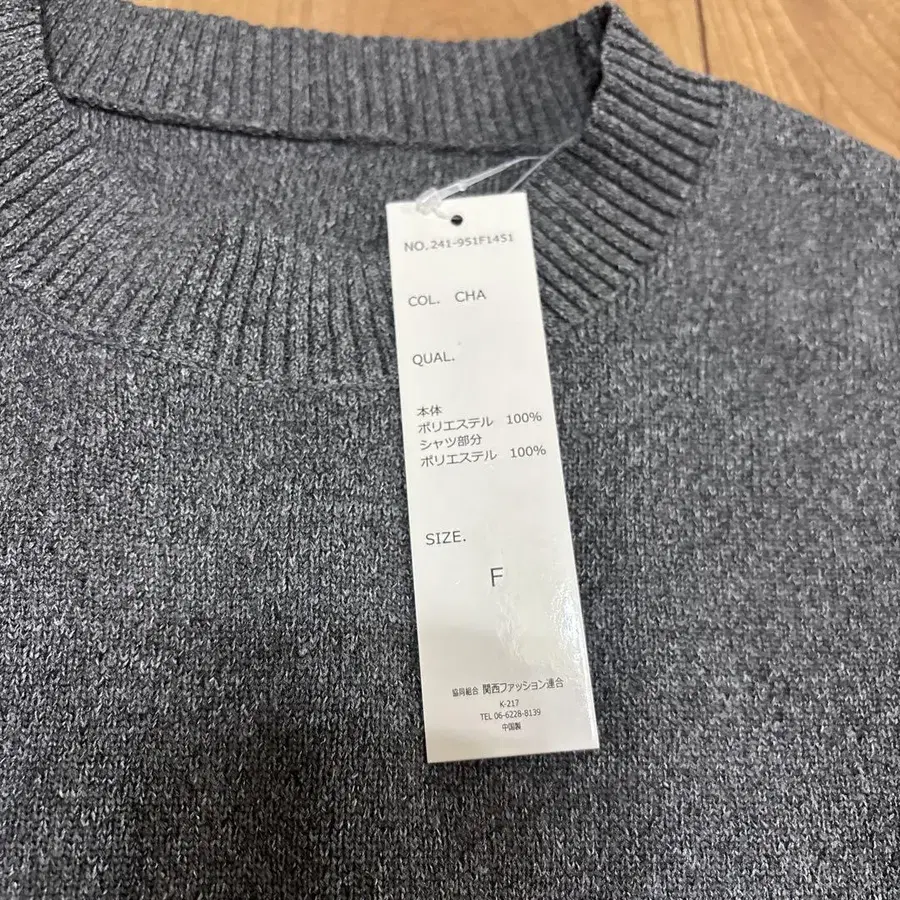 NO. 241-951F1451
COL. CHA
QUAL.
本体
ポリエステル 100%
シャツ部分
ポリエステル 100%
SIZE.
F
協同組合 関西ファッション連合
K-217
TEL 06-6228-8139
中国製